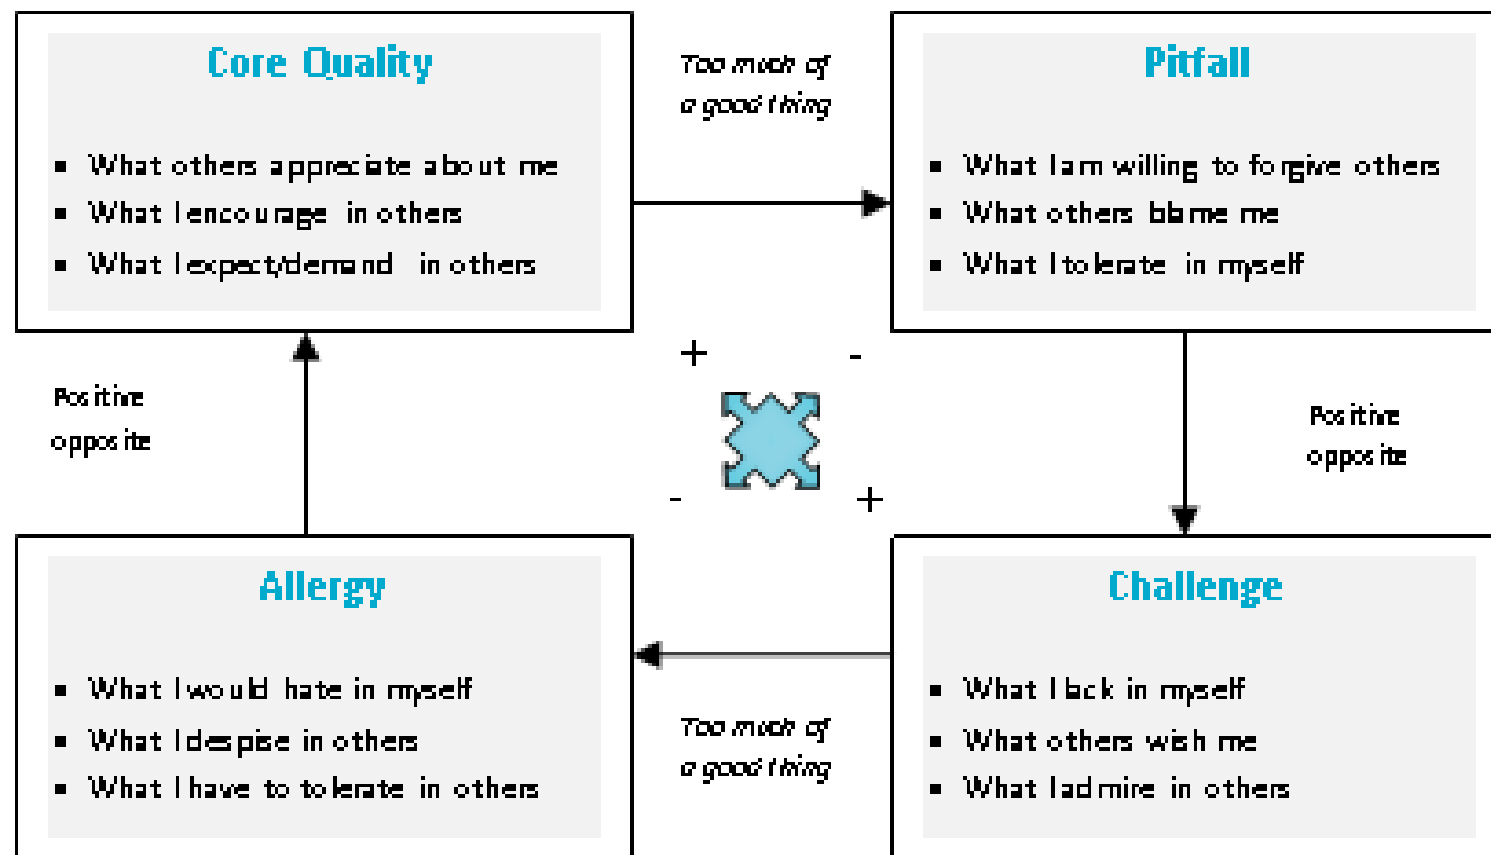 Core Quality
▪ What others appreciate about me
▪ What I encourage in others
▪ What I expect/demand in others
Too much of
a good thing
Pitfall
▪ What I am willing to forgive others
▪ What others blame me
▪ What I tolerate in myself
+ -
- +
Positive
opposite
Positive
opposite
Allergy
▪ What I would hate in myself
▪ What I despise in others
▪ What I have to tolerate in others
Too much of
a good thing
Challenge
▪ What I lack in myself
▪ What others wish me
▪ What I admire in others